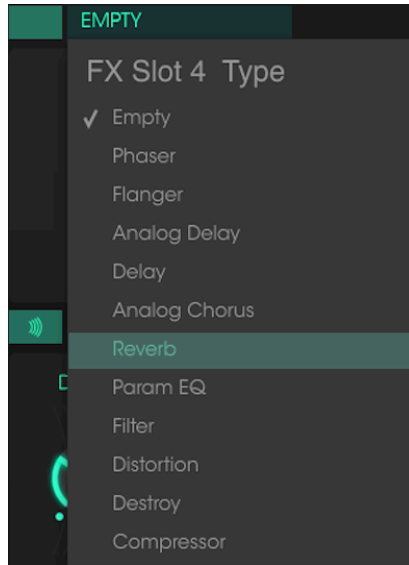 EMPTY
FX Slot 4 Type
✓ Empty
Phaser
Flanger
Analog Delay
Delay
Analog Chorus
Reverb
Param EQ
Filter
Distortion
Destroy
Compressor